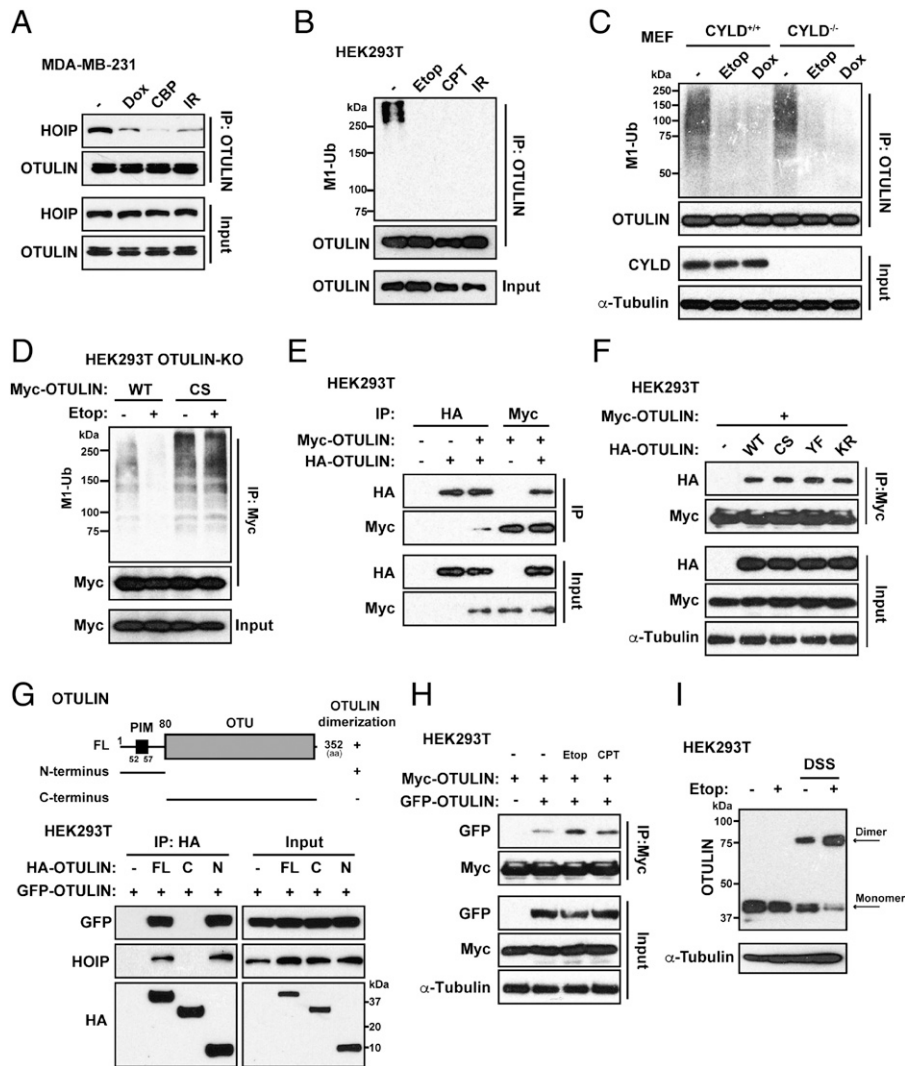 A
MDA-MB-231
- Dox CBP IR
HOIP
OTULIN
IP: OTULIN
HOIP
OTULIN
Input
B
HEK293T
- Etop CPT IR
kDa
250
150
100
75
M1-Ub
OTULIN
IP: OTULIN
OTULIN
Input
C
MEF
CYLD+/+ CYLD-/-
- Etop Dox - Etop Dox
kDa
250
150
100
75
50
M1-Ub
OTULIN
IP: OTULIN
CYLD
α-Tubulin
Input
D
HEK293T OTULIN-KO
Myc-OTULIN: WT CS
Etop: - + - +
kDa
250
150
100
75
M1-Ub
IP: Myc
Myc
Myc
Input
E
HEK293T
IP: HA Myc
Myc-OTULIN: - - + + +
HA-OTULIN: - + + - +
HA
Myc
IP
HA
Myc
Input
F
HEK293T
Myc-OTULIN: +
HA-OTULIN: - WT CS YF KR
HA
Myc
IP:Myc
HA
Myc
α-Tubulin
Input
G
OTULIN
PIM 80 OTU
OTULIN dimerization
FL 1 52 57 352 (aa) +
N-terminus +
C-terminus -
HEK293T
IP: HA Input
HA-OTULIN: - FL C N - FL C N
GFP-OTULIN: + + + + + + + +
GFP
HOIP
HA
kDa
37
20
10
H
HEK293T
- - Etop CPT
Myc-OTULIN: + + + +
GFP-OTULIN: - + + +
GFP
Myc
IP:Myc
GFP
Myc
α-Tubulin
Input
I
HEK293T
DSS
Etop: - + - +
kDa
100
75
50
37
OTULIN
Dimer
Monomer
α-Tubulin